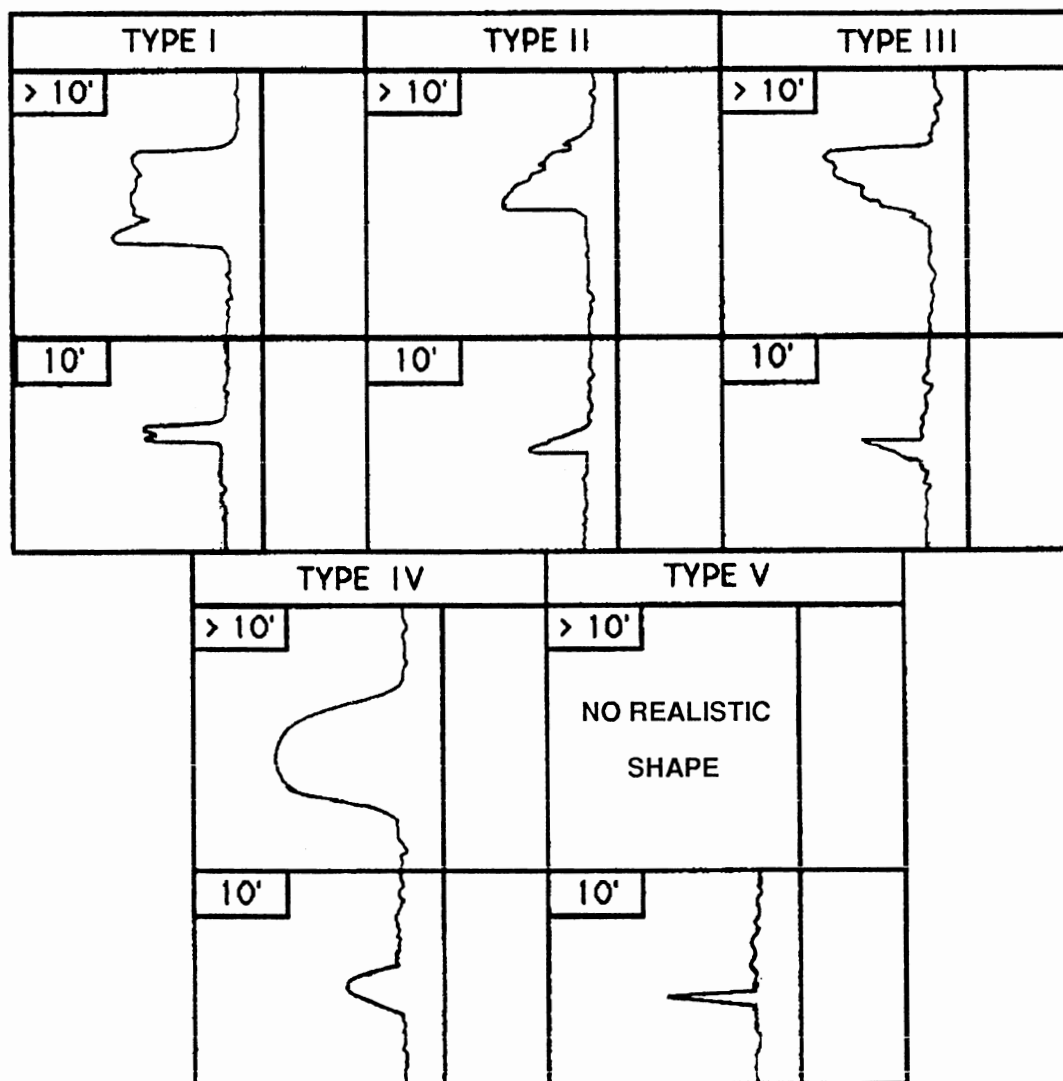 TYPE I
TYPE II
TYPE III
> 10'
> 10'
> 10'
10'
10'
10'
TYPE IV
TYPE V
> 10'
> 10'
NO REALISTIC
SHAPE
10'
10'